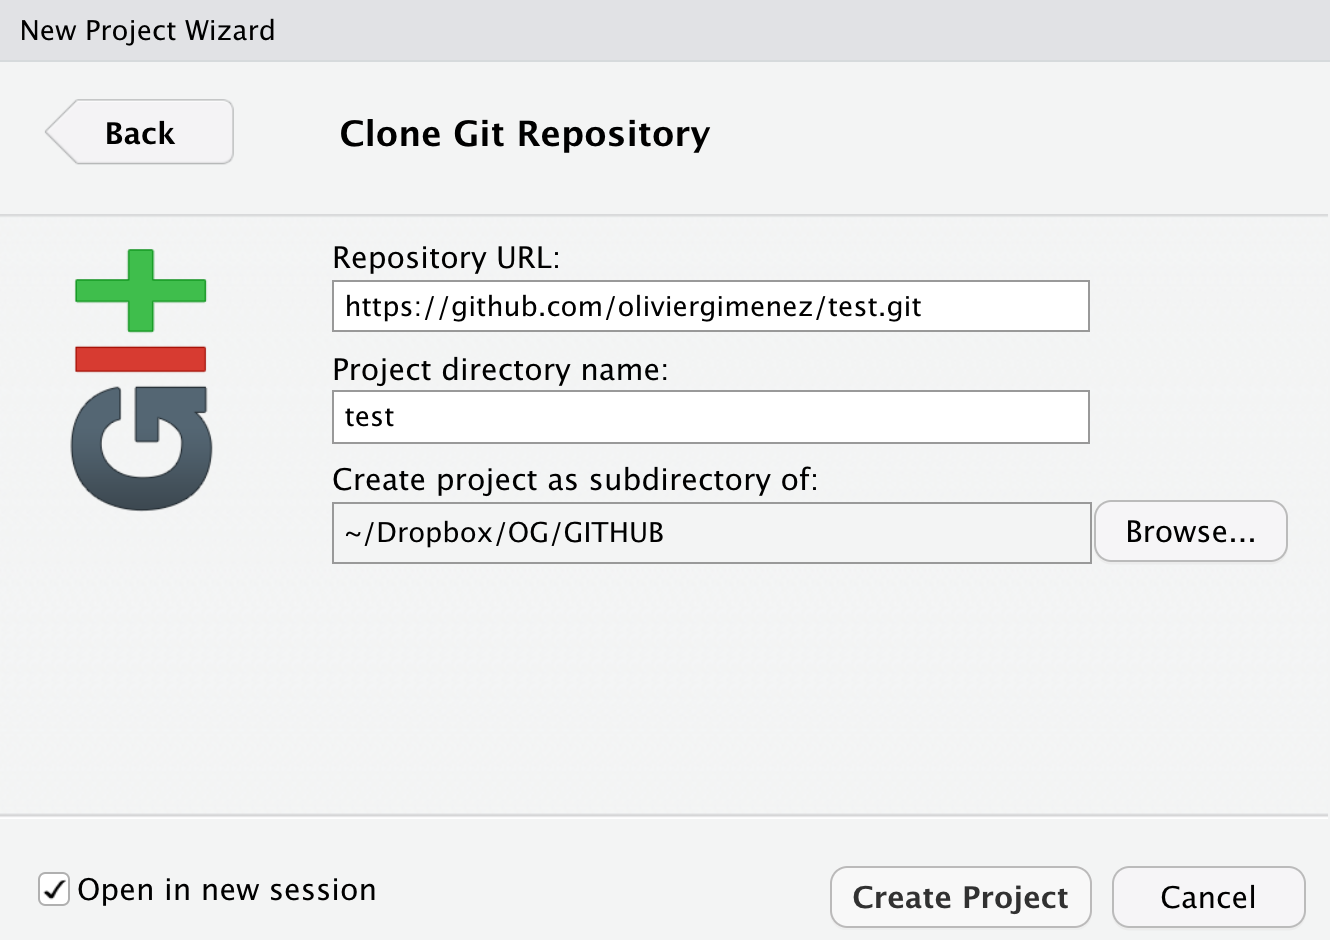 New Project Wizard
Back
Clone Git Repository
GIT
Repository URL:
https://github.com/oliviergimenez/test.git
Project directory name:
test
Create project as subdirectory of:
~/Dropbox/OG/GITHUB
Browse...
Open in new session
Create Project
Cancel